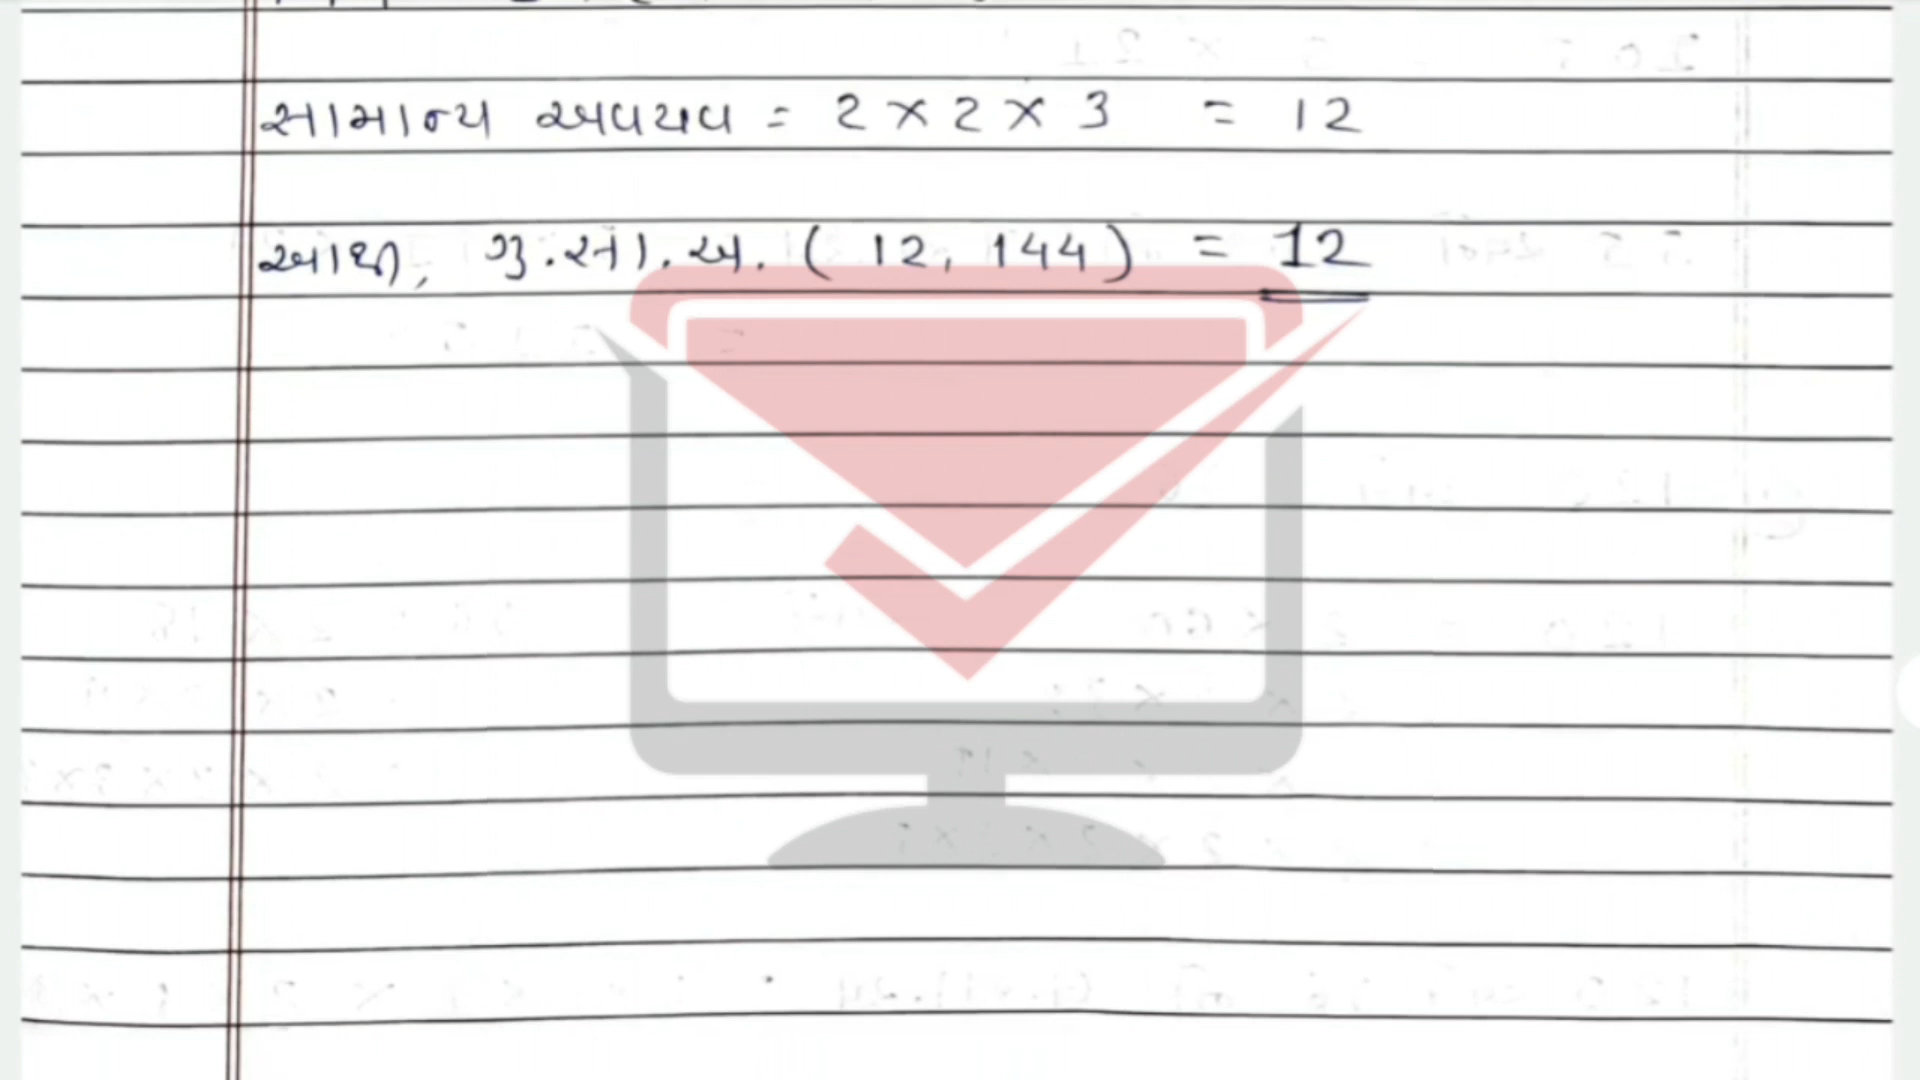 સામાન્ય અવયવ = 2 × 2 × 3 = 12
આથી, ગુ.સા.અ. ( 12, 144 ) = 12